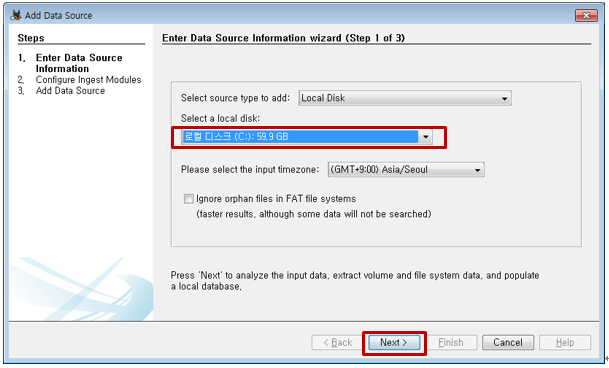 Add Data Source
Steps
1. Enter Data Source
Information
2. Configure Ingest Modules
3. Add Data Source
Enter Data Source Information wizard (Step 1 of 3)
Select source type to add: Local Disk
Select a local disk:
로컬 디스크 (C:): 59.9 GB
Please select the input timezone: (GMT+9:00) Asia/Seoul
Ignore orphan files in FAT file systems
(faster results, although some data will not be searched)
Press 'Next' to analyze the input data, extract volume and file system data, and populate
a local database.
< Back Next > Finish Cancel Help